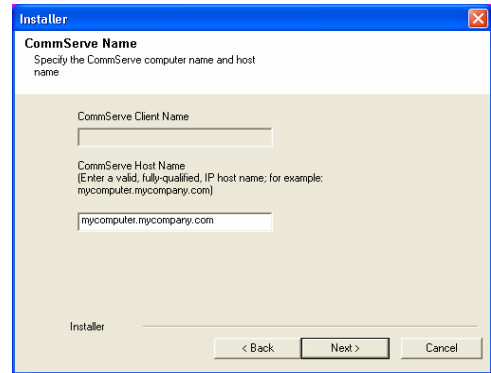 Installer
CommServe Name
Specify the CommServe computer name and host
name
CommServe Client Name
CommServe Host Name
(Enter a valid, fully-qualified, IP host name; for example:
mycomputer.mycompany.com)
mycomputer.mycompany.com
Installer
< Back
Next >
Cancel